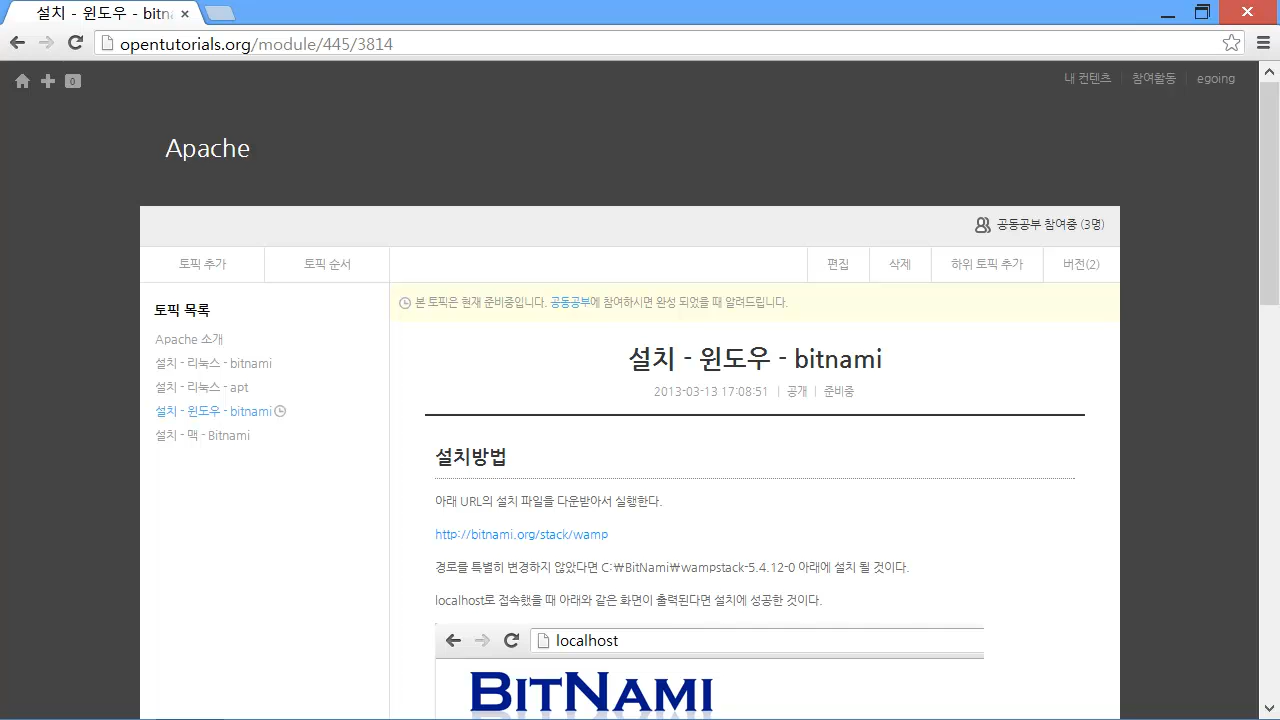 설치 - 윈도우 - bitn
opentutorials.org/module/445/3814
0
내 컨텐츠
참여활동
egoing
Apache
공동공부 참여중 (3명)
토픽 추가
토픽 순서
편집
삭제
하위 토픽 추가
버전(2)
토픽 목록
Apache 소개
설치 - 리눅스 - bitnami
설치 - 리눅스 - apt
설치 - 윈도우 - bitnami
설치 - 맥 - Bitnami
본 토픽은 현재 준비중입니다. 공동공부에 참여하시면 완성 되었을 때 알려드립니다.
설치 - 윈도우 - bitnami
2013-03-13 17:08:51 | 공개 | 준비중
설치방법
아래 URL의 설치 파일을 다운받아서 실행한다.
http://bitnami.org/stack/wamp
경로를 특별히 변경하지 않았다면 C:₩BitNami₩wampstack-5.4.12-0 아래에 설치 될 것이다.
localhost로 접속했을 때 아래와 같은 화면이 출력된다면 설치에 성공한 것이다.
localhost
BITNAMI